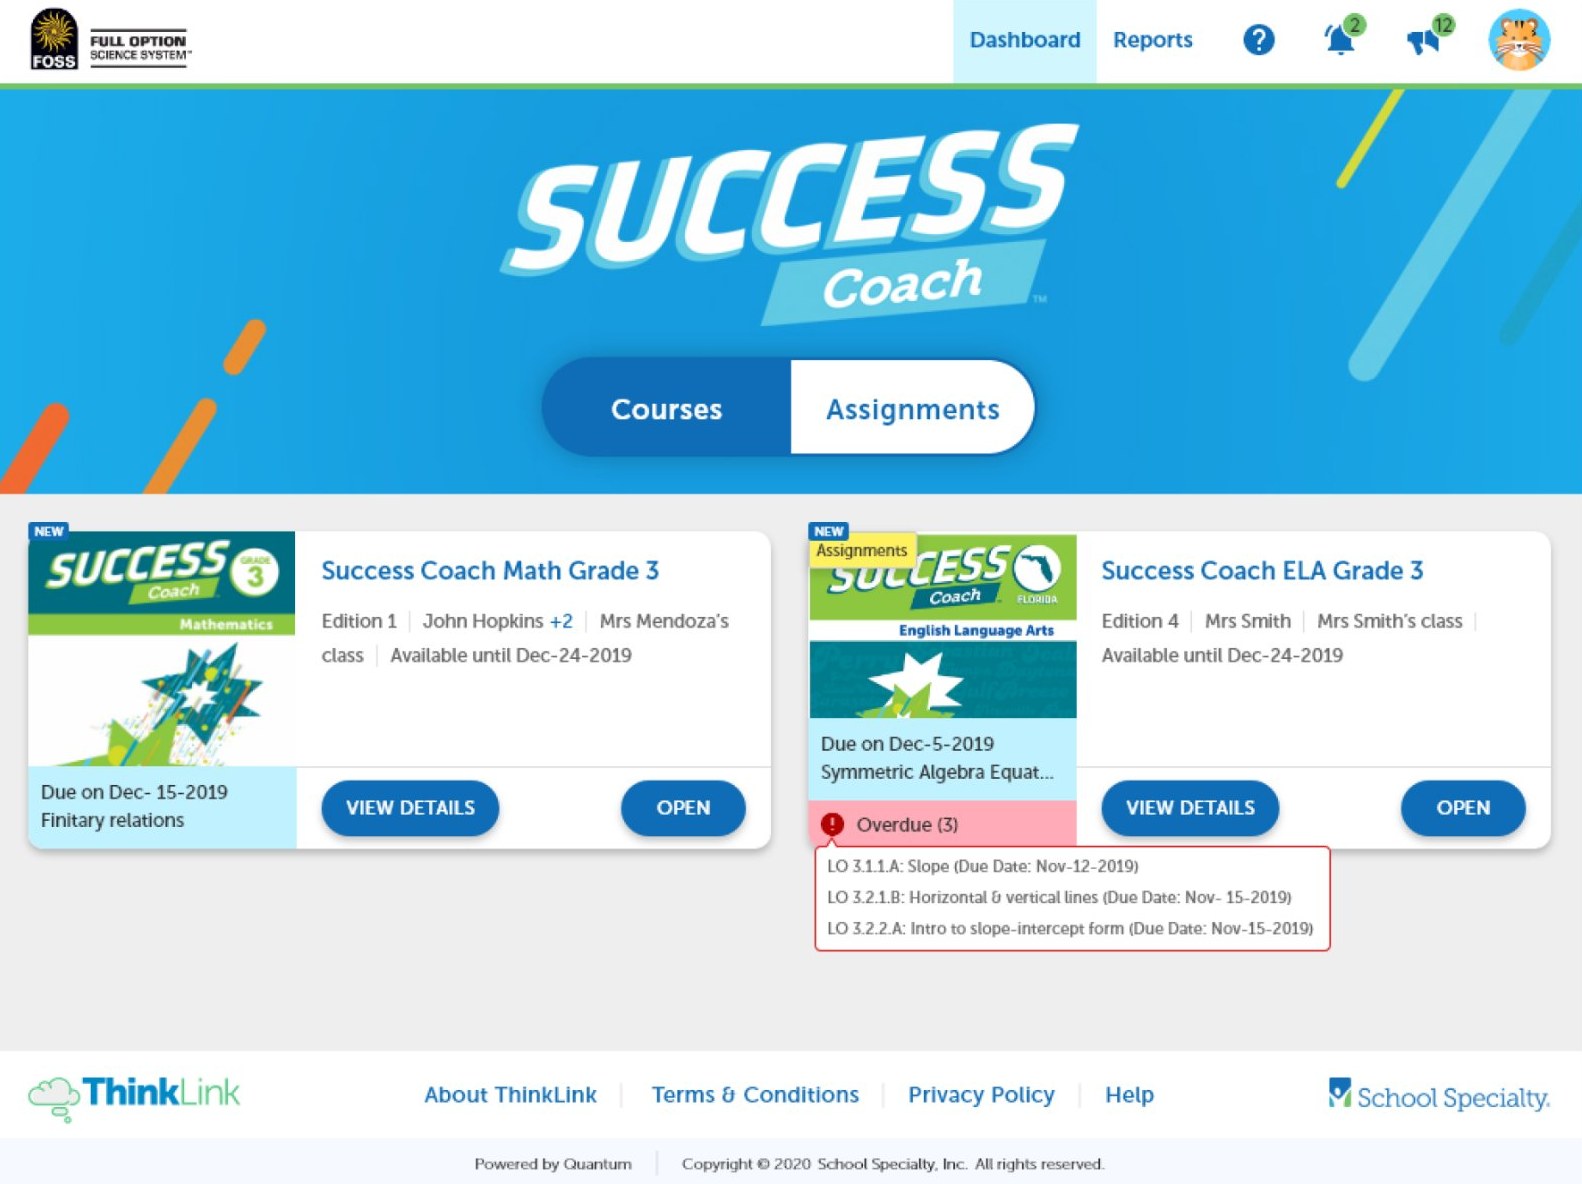 FOSS
FULL OPTION
SCIENCE SYSTEM™
Dashboard
Reports
?
2
12
SUCCESS
Coach ™
Courses
Assignments
NEW
SUCCESS
Coach
GRADE
3
Mathematics
Due on Dec- 15-2019
Finitary relations
Success Coach Math Grade 3
Edition 1 | John Hopkins +2 | Mrs Mendoza's
class | Available until Dec-24-2019
VIEW DETAILS
OPEN
NEW
Assignments
SUCCESS
Coach
FLORIDA
English Language Arts
Due on Dec-5-2019
Symmetric Algebra Equat...
! Overdue (3)
Success Coach ELA Grade 3
Edition 4 | Mrs Smith | Mrs Smith's class |
Available until Dec-24-2019
VIEW DETAILS
OPEN
LO 3.1.1.A: Slope (Due Date: Nov-12-2019)
LO 3.2.1.B: Horizontal & vertical lines (Due Date: Nov- 15-2019)
LO 3.2.2.A: Intro to slope-intercept form (Due Date: Nov-15-2019)
ThinkLink
About ThinkLink | Terms & Conditions | Privacy Policy | Help
School Specialty.
Powered by Quantum | Copyright © 2020 School Specialty, Inc. All rights reserved.